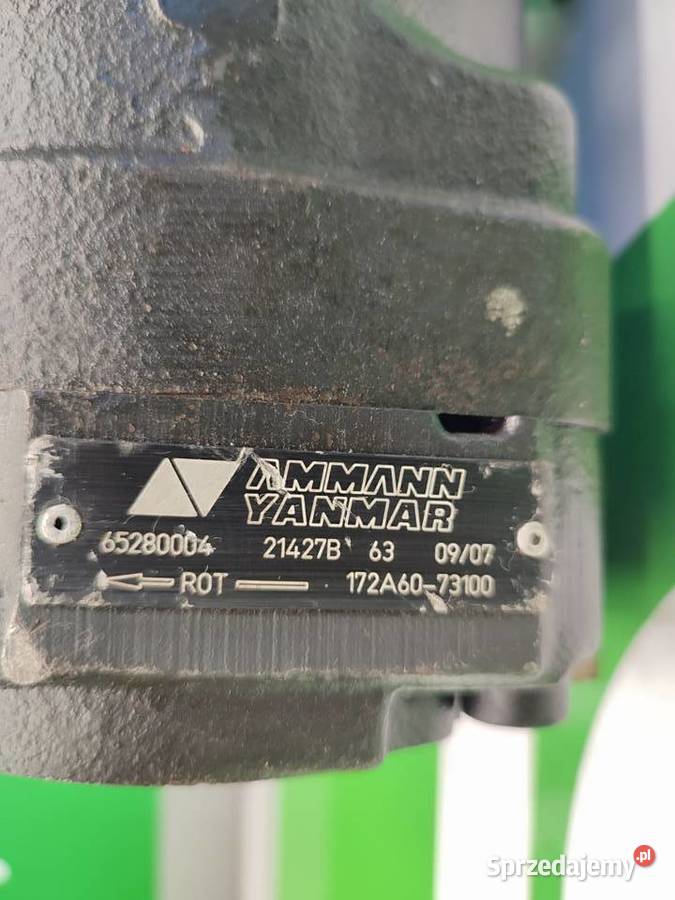 AMMANN
YANMAR
65280004 21427B 63 09/07
ROT 172A60-73100
Sprzedajemy.pl